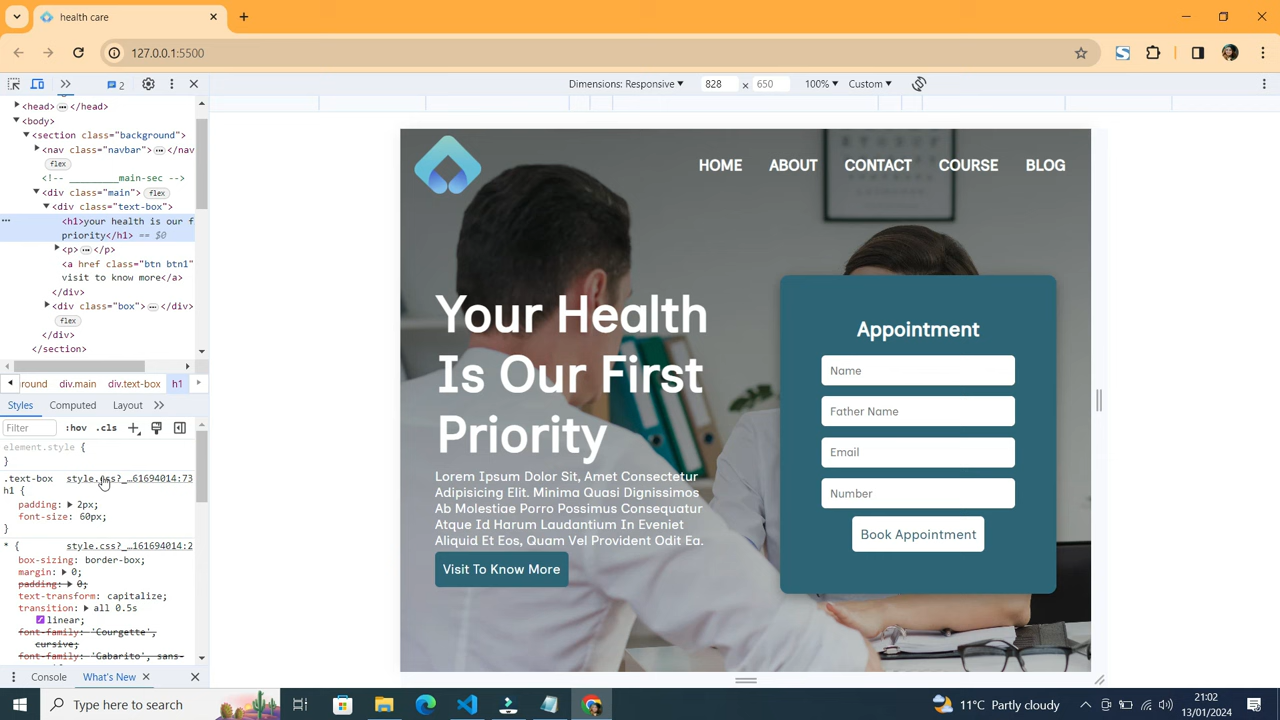 health care
127.0.0.1:5500
2
Dimensions: Responsive
828 × 650
100%
Custom
<head> </head>
<body>
<section class="background">
<nav class="navbar"> </nav
flex
<!-- ________main-sec -->
<div class="main"> flex
<div class="text-box">
<h1>your health is our f
priority</h1> == $0
<p> </p>
<a href class="btn btn1"
visit to know more</a>
</div>
<div class="box"> </div>
flex
</div>
</section>
round div.main div.text-box h1
Styles Computed Layout
Filter :hov .cls
element.style {
}
.text-box style.css?_…61694014:73
h1 {
padding: 2px;
font-size: 60px;
}
* { style.css?_…161694014:2
box-sizing: border-box;
margin: 0;
padding: 0;
text-transform: capitalize;
transition: all 0.5s
linear;
font-family: 'Courgette',
cursive;
font-family: 'Gabarito', sans-
Console What's New
HOME ABOUT CONTACT COURSE BLOG
Your Health
Is Our First
Priority
Lorem Ipsum Dolor Sit, Amet Consectetur
Adipisicing Elit. Minima Quasi Dignissimos
Ab Molestiae Porro Possimus Consequatur
Atque Id Harum Laudantium In Eveniet
Aliquid Et Eos, Quam Vel Provident Odit Ea.
Visit To Know More
Appointment
Name
Father Name
Email
Number
Book Appointment
Type here to search
11°C Partly cloudy
21:02
13/01/2024